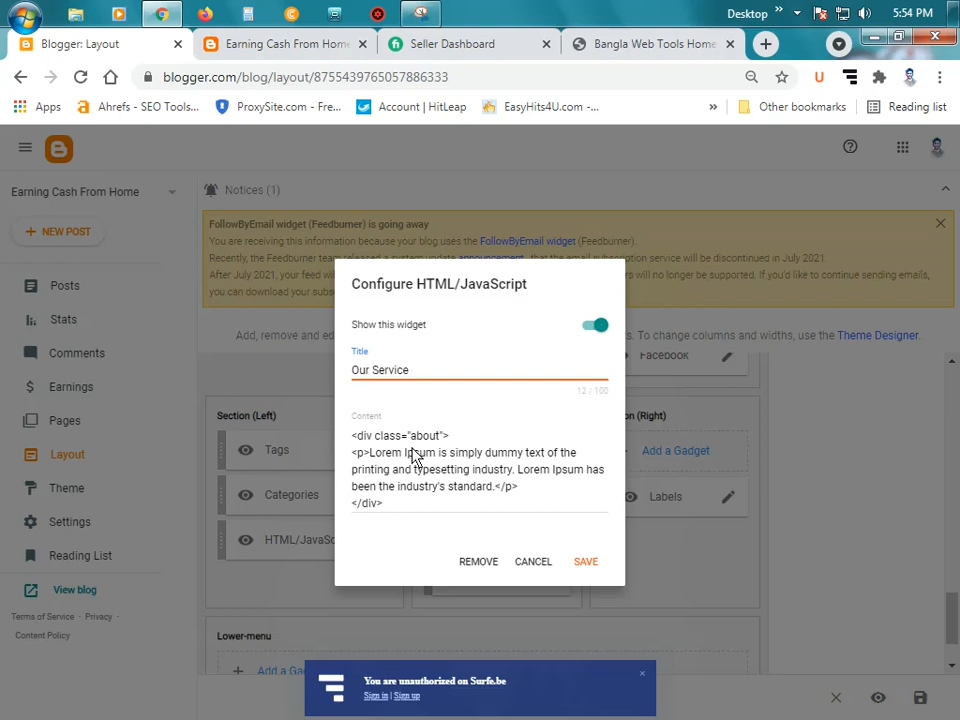 Desktop
5:54 PM
Blogger: Layout
Earning Cash From Home
Seller Dashboard
Bangla Web Tools Home
blogger.com/blog/layout/8755439765057886333
Apps
Ahrefs - SEO Tools...
ProxySite.com - Fre...
Account | HitLeap
EasyHits4U.com -...
»
Other bookmarks
Reading list
Earning Cash From Home
NEW POST
Posts
Stats
Comments
Earnings
Pages
Layout
Theme
Settings
Reading List
View blog
Terms of Service · Privacy ·
Content Policy
Notices (1)
FollowByEmail widget (Feedburner) is going away
You are receiving this information because your blog uses the FollowByEmail widget (Feedburner).
Recently, the Feedburner team released a system update announcement, that the email subscription service will be discontinued in July 2021.
After July 2021, your feed wi
rs will no longer be supported. If you'd like to continue sending emails,
you can download your subs
Add, remove and ed
. To change columns and widths, use the Theme Designer.
Facebook
Section (Left)
on (Right)
Tags
Add a Gadget
Categories
Labels
HTML/JavaSc
Lower-menu
Add a Gad
Configure HTML/JavaScript
Show this widget
Title
Our Service
12 / 100
Content
<div class="about">
<p>Lorem Ipsum is simply dummy text of the
printing and typesetting industry. Lorem Ipsum has
been the industry's standard.</p>
</div>
REMOVE
CANCEL
SAVE
You are unauthorized on Surfe.be
Sign in | Sign up